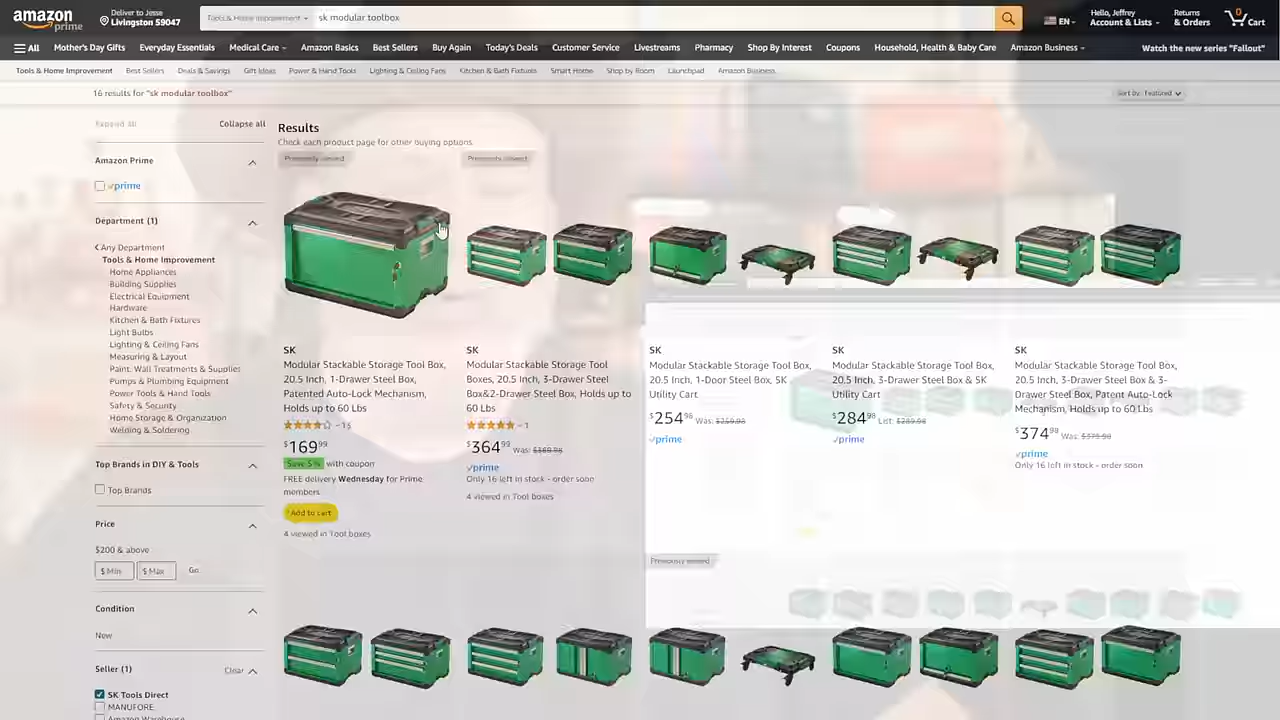 amazon
prime
Deliver to Jesse
Livingston 59047
Tools & Home Improvement
sk modular toolbox
EN
Hello, Jeffrey
Account & Lists
Returns
& Orders
0
Cart
All
Mother's Day Gifts
Everyday Essentials
Medical Care
Amazon Basics
Best Sellers
Buy Again
Today's Deals
Customer Service
Livestreams
Pharmacy
Shop By Interest
Coupons
Household, Health & Baby Care
Amazon Business
Watch the new series "Fallout"
Tools & Home Improvement
Best Sellers
Deals & Savings
Gift Ideas
Power & Hand Tools
Lighting & Ceiling Fans
Kitchen & Bath Fixtures
Smart Home
Shop by Room
Launchpad
Amazon Business
16 results for "sk modular toolbox"
Sort by: Featured
Expand all
Collapse all
Amazon Prime
prime
Department (1)
Any Department
Tools & Home Improvement
Home Appliances
Building Supplies
Electrical Equipment
Hardware
Kitchen & Bath Fixtures
Light Bulbs
Lighting & Ceiling Fans
Measuring & Layout
Paint, Wall Treatments & Supplies
Pumps & Plumbing Equipment
Power Tools & Hand Tools
Safety & Security
Home Storage & Organization
Welding & Soldering
Top Brands in DIY & Tools
Top Brands
Price
$200 & above
$ Min
$ Max
Go
Condition
New
Seller (1)
Clear
SK Tools Direct
MANUFORE
Amazon Warehouse
Results
Check each product page for other buying options.
Previously viewed
SK
Modular Stackable Storage Tool Box,
20.5 Inch, 1-Drawer Steel Box,
Patented Auto-Lock Mechanism,
Holds up to 60 Lbs
$169.99
Save 5% with coupon
FREE delivery Wednesday for Prime
members
Add to cart
4 viewed in Tool boxes
Previously viewed
SK
Modular Stackable Storage Tool
Boxes, 20.5 Inch, 3-Drawer Steel
Box&2-Drawer Steel Box, Holds up to
60 Lbs
1
$364.99 Was: $389.98
prime
Only 16 left in stock - order soon
4 viewed in Tool boxes
SK
Modular Stackable Storage Tool Box,
20.5 Inch, 1-Door Steel Box, SK
Utility Cart
$254.96 Was: $259.98
prime
Previously viewed
SK
Modular Stackable Storage Tool Box,
20.5 Inch, 3-Drawer Steel Box & SK
Utility Cart
$284.98 List: $289.98
prime
SK
Modular Stackable Storage Tool Box,
20.5 Inch, 3-Drawer Steel Box & 3-
Drawer Steel Box, Patent Auto-Lock
Mechanism, Holds up to 60 Lbs
$374.98 Was: $379.98
prime
Only 16 left in stock - order soon